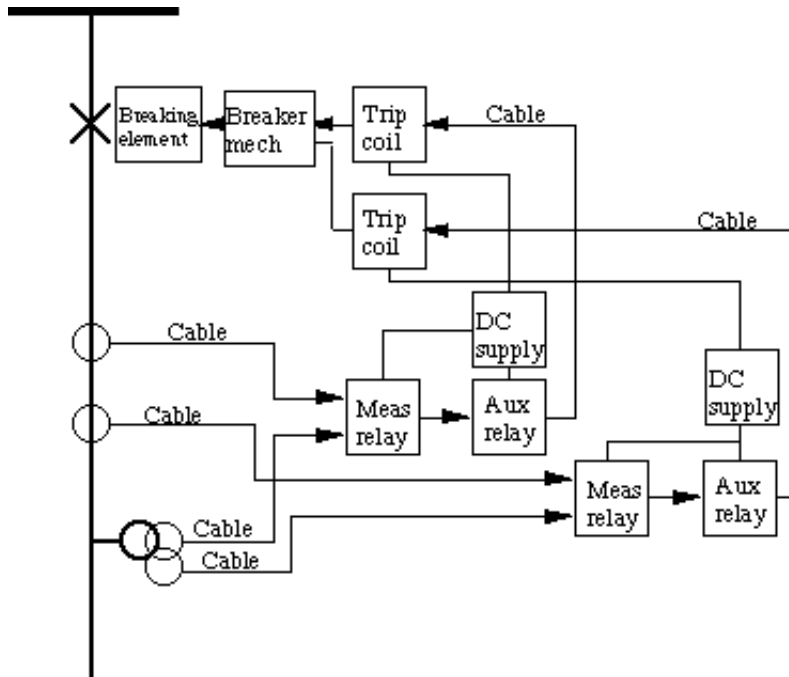 Breaking
element
Breaker
mech
Trip
coil
Cable
Trip
coil
Cable
Cable
DC
supply
DC
supply
Cable
Meas
relay
Aux
relay
Meas
relay
Aux
relay
Cable
Cable